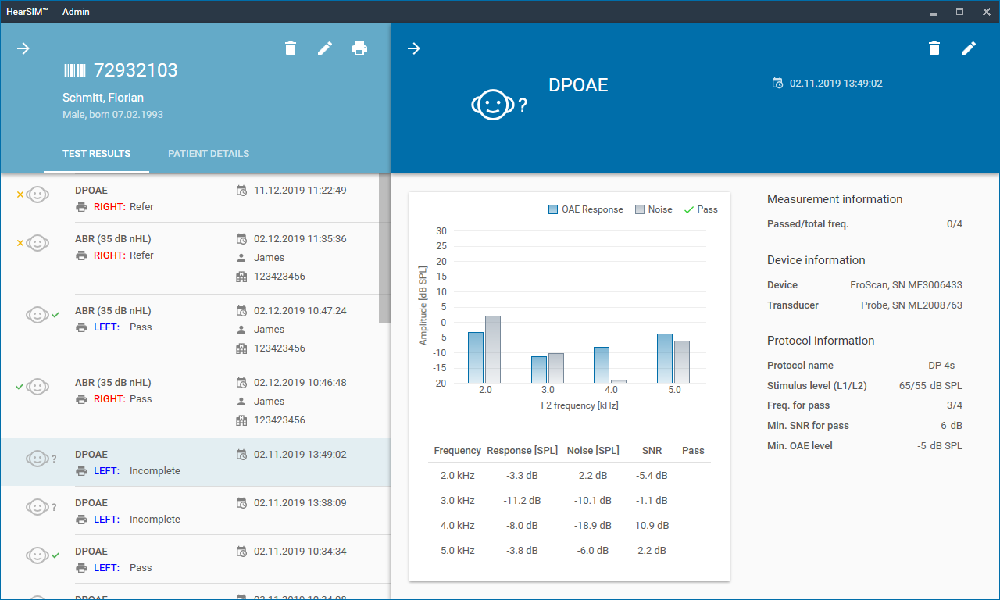 HearSIM™ Admin
72932103
Schmitt, Florian
Male, born 07.02.1993
TEST RESULTS PATIENT DETAILS
DPOAE 11.12.2019 11:22:49
RIGHT: Refer
ABR (35 dB nHL) 02.12.2019 11:35:36
RIGHT: Refer James
123423456
ABR (35 dB nHL) 02.12.2019 10:47:24
LEFT: Pass James
123423456
ABR (35 dB nHL) 02.12.2019 10:46:48
RIGHT: Pass James
123423456
DPOAE 02.11.2019 13:49:02
? LEFT: Incomplete
DPOAE 02.11.2019 13:38:09
? LEFT: Incomplete
DPOAE 02.11.2019 10:34:34
LEFT: Pass
DPOAE 02.11.2019 10:34:08
DPOAE
?
02.11.2019 13:49:02
OAE Response Noise Pass
Amplitude [dB SPL]
30
25
20
15
10
5
0
-5
-10
-15
-20
2.0 3.0 4.0 5.0
F2 frequency [kHz]
Frequency Response [SPL] Noise [SPL] SNR Pass
2.0 kHz -3.3 dB 2.2 dB -5.4 dB
3.0 kHz -11.2 dB -10.1 dB -1.1 dB
4.0 kHz -8.0 dB -18.9 dB 10.9 dB
5.0 kHz -3.8 dB -6.0 dB 2.2 dB
Measurement information
Passed/total freq. 0/4
Device information
Device EroScan, SN ME3006433
Transducer Probe, SN ME2008763
Protocol information
Protocol name DP 4s
Stimulus level (L1/L2) 65/55 dB SPL
Freq. for pass 3/4
Min. SNR for pass 6 dB
Min. OAE level -5 dB SPL